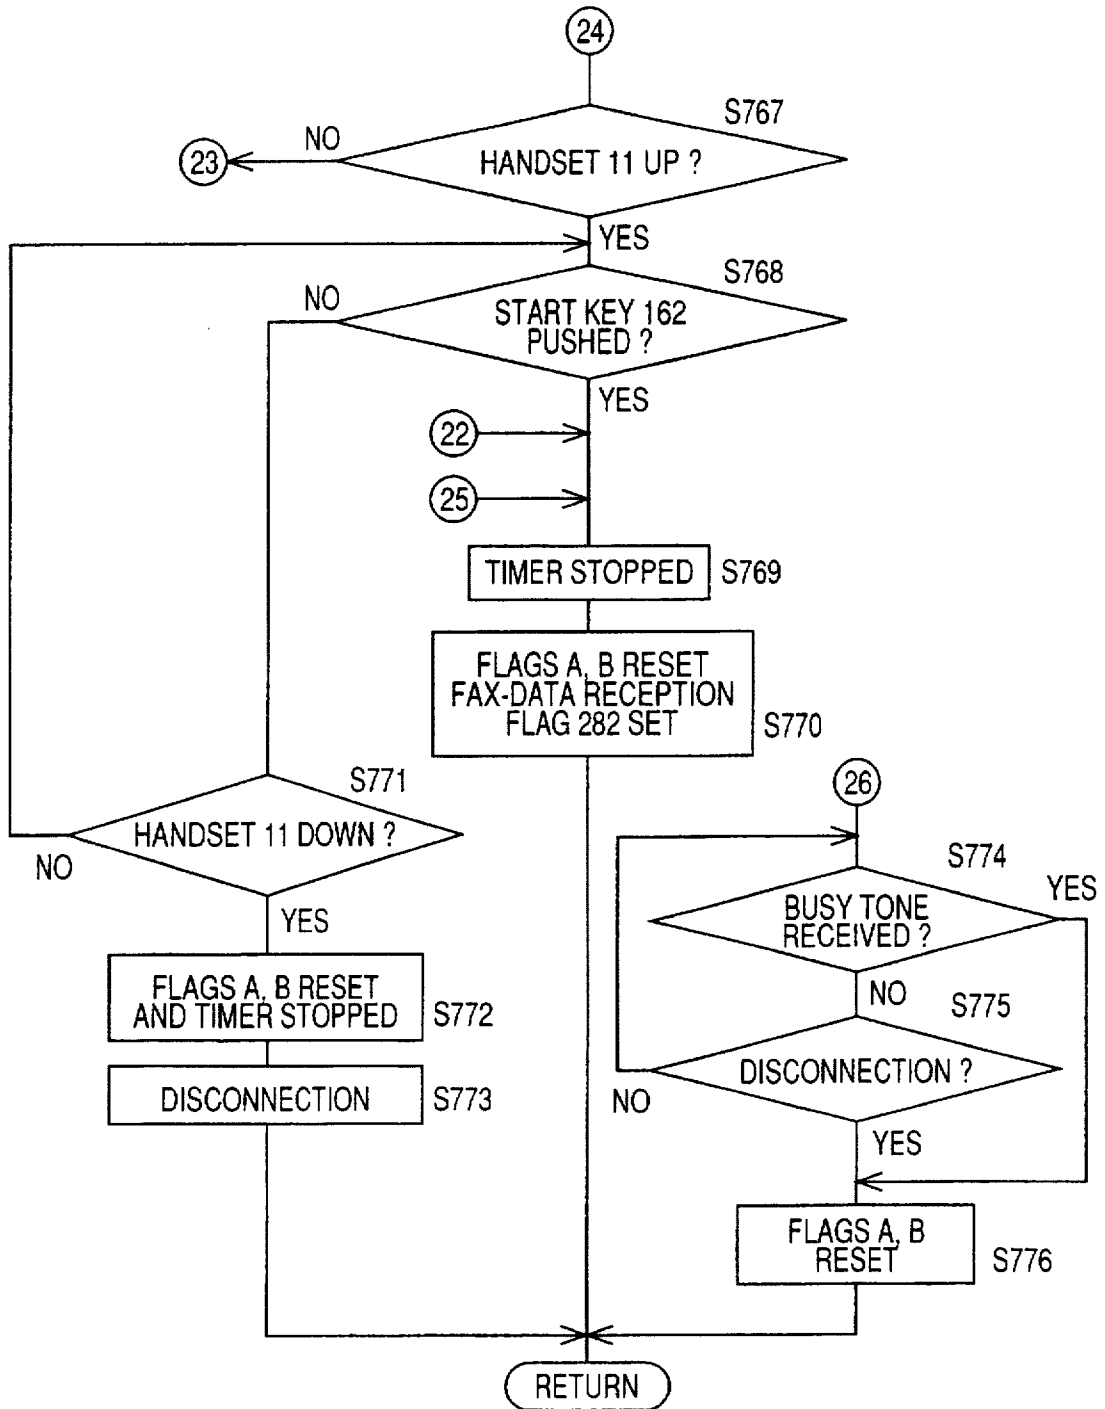 24
S767
NO
23
HANDSET 11 UP ?
YES
S768
NO
START KEY 162
PUSHED ?
YES
22
25
TIMER STOPPED
S769
FLAGS A, B RESET
FAX-DATA RECEPTION
FLAG 282 SET
S770
S771
HANDSET 11 DOWN ?
NO
YES
FLAGS A, B RESET
AND TIMER STOPPED
S772
DISCONNECTION
S773
26
S774
YES
BUSY TONE
RECEIVED ?
NO
S775
DISCONNECTION ?
NO
YES
FLAGS A, B
RESET
S776
RETURN